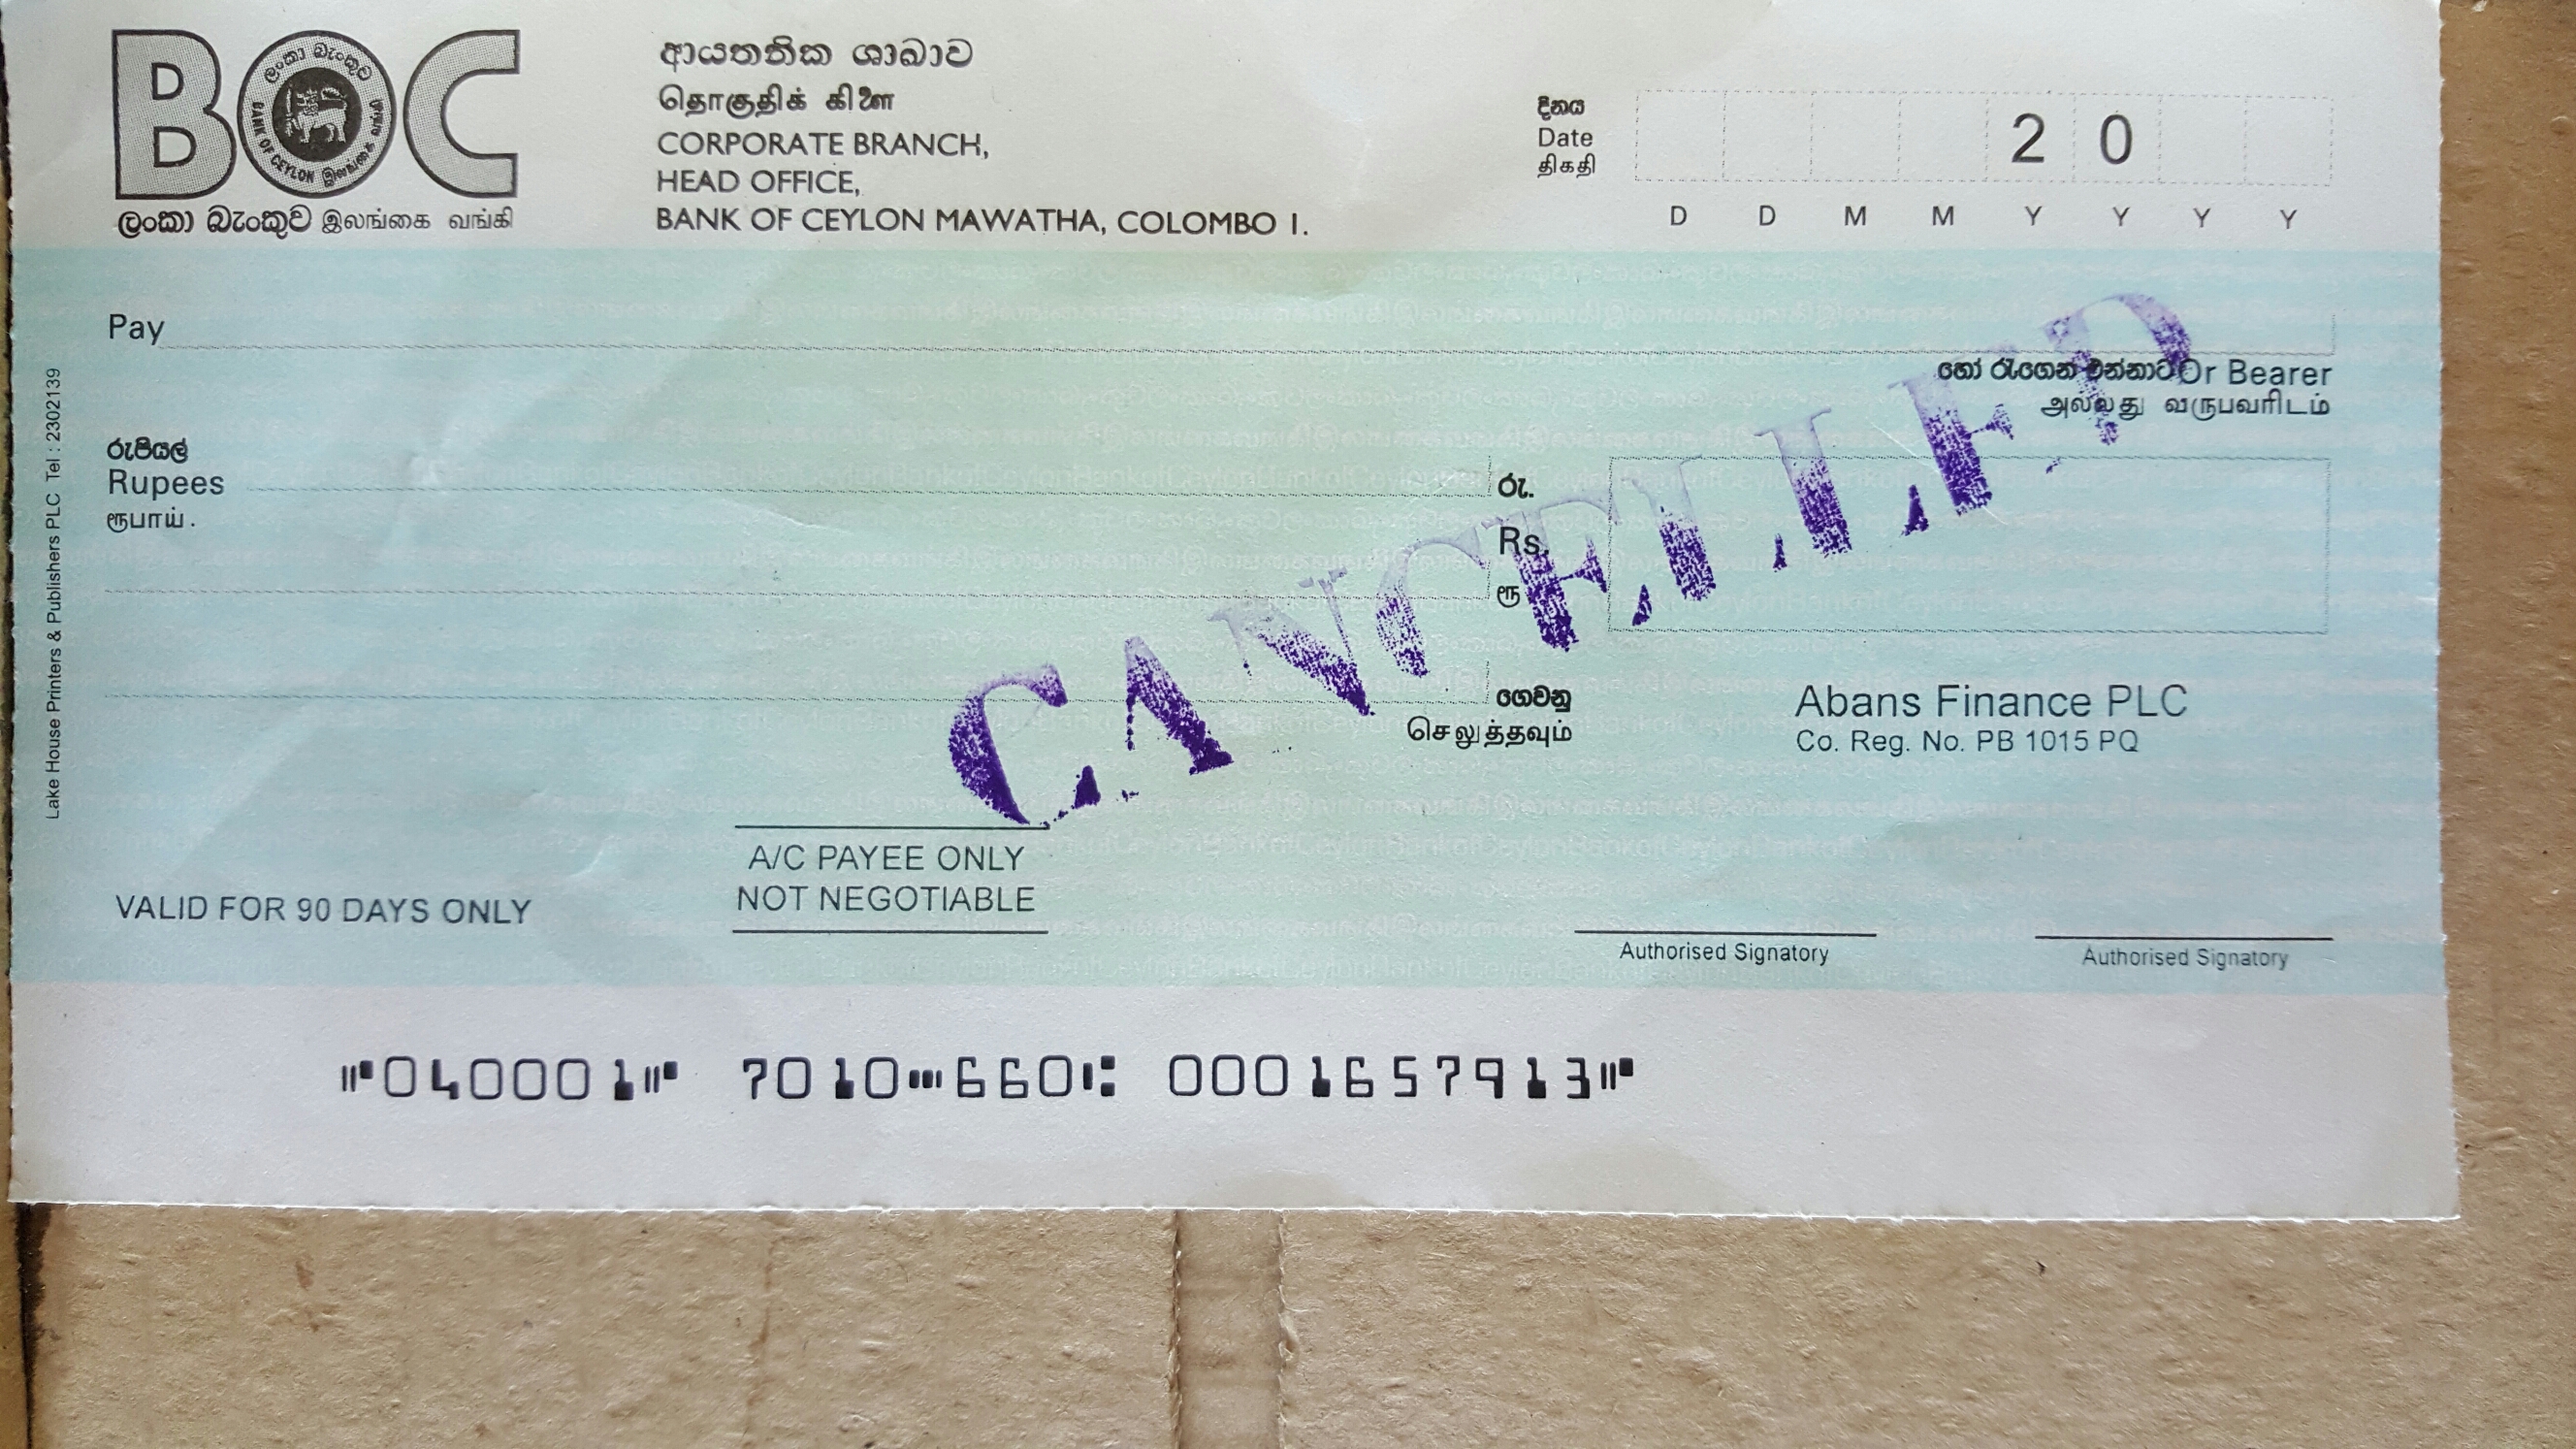 BOC
ලංකා බැංකුව
BANK OF CEYLON
இலங்கை வங்கி
ලංකා බැංකුව இலங்கை வங்கி
ආයතනික ශාඛාව
தொகுதிக் கிளை
CORPORATE BRANCH,
HEAD OFFICE,
BANK OF CEYLON MAWATHA, COLOMBO 1.
දිනය
Date
திகதி
2 0
D D M M Y Y Y Y
Pay
හෝ රැගෙන එන්නාට Or Bearer
அல்லது வருபவரிடம்
රුපියල්
Rupees
ரூபாய்.
රු.
Rs.
ரூ
ගෙවනු
செலுத்தவும்
CANCELLED
Abans Finance PLC
Co. Reg. No. PB 1015 PQ
A/C PAYEE ONLY
NOT NEGOTIABLE
VALID FOR 90 DAYS ONLY
Authorised Signatory
Authorised Signatory
Lake House Printers & Publishers PLC Tel : 2302139
⑈040001⑈ 7010⑉660⑆ 0001657913⑈